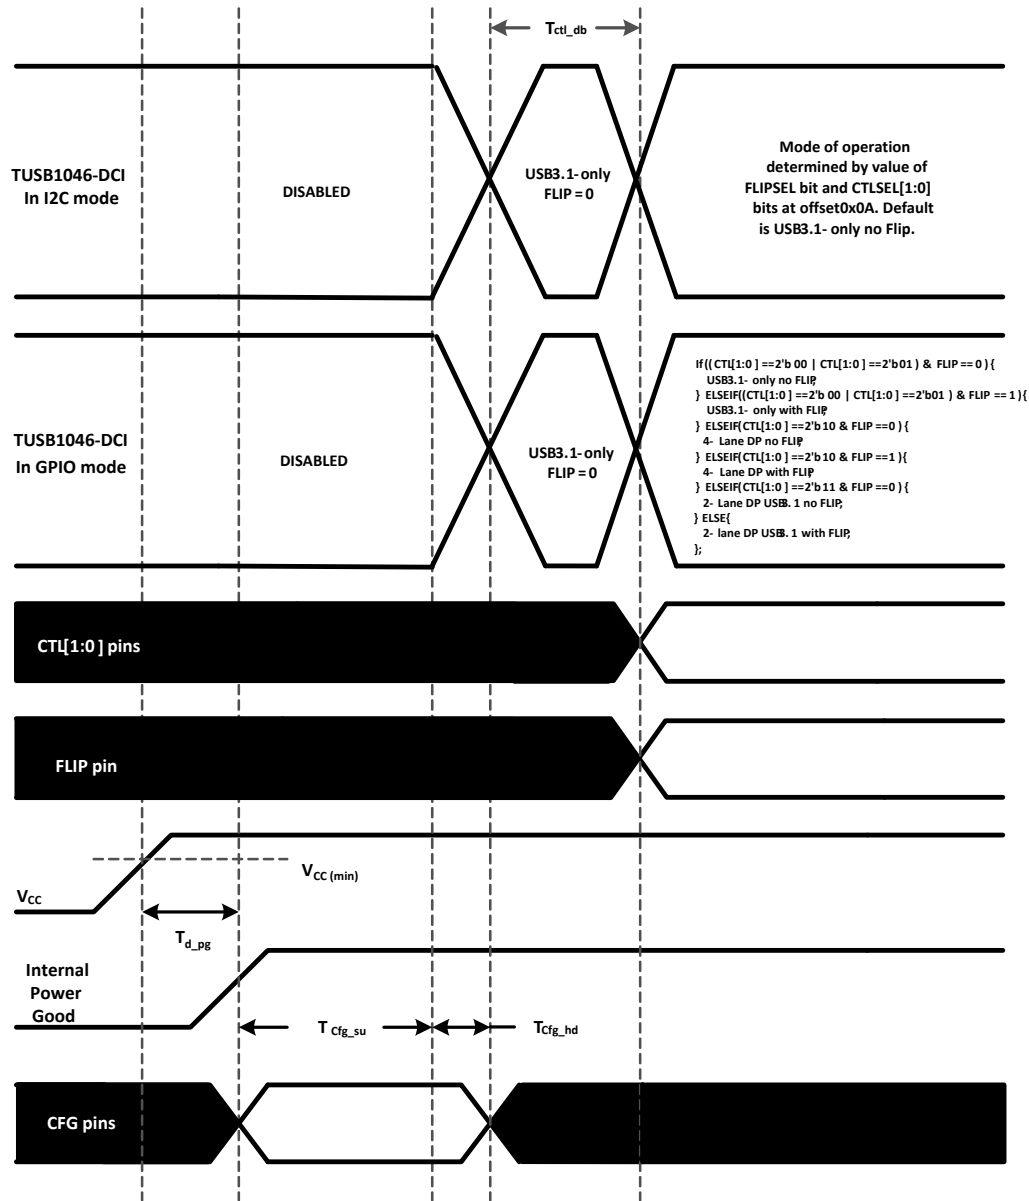 Tctl_db
TUSB1046-DCI
In I2C mode
DISABLED
USB3.1- only
FLIP = 0
Mode of operation
determined by value of
FLIPSEL bit and CTLSEL[1:0]
bits at offset0x0A. Default
is USB3.1- only no Flip.
TUSB1046-DCI
In GPIO mode
DISABLED
USB3.1- only
FLIP = 0
If(( CTL[1:0 ] ==2'b 00 | CTL[1:0 ] ==2'b01 ) & FLIP == 0 ) {
USB3.1- only no FLIP;
} ELSEIF((CTL[1:0 ] ==2'b 00 | CTL[1:0 ] ==2'b01 ) & FLIP == 1 ) {
USB3.1- only with FLIP;
} ELSEIF(CTL[1:0 ] ==2'b10 & FLIP ==0 ) {
4- Lane DP no FLIP;
} ELSEIF(CTL[1:0 ] ==2'b10 & FLIP ==1 ) {
4- Lane DP with FLIP;
} ELSEIF(CTL[1:0 ] ==2'b11 & FLIP ==0 ) {
2- Lane DP USB3. 1 no FLIP;
} ELSE{
2- lane DP USB3. 1 with FLIP;
};
CTL[1:0 ] pins
FLIP pin
VCC (min)
VCC
Td_pg
Internal
Power
Good
TCfg_su
TCfg_hd
CFG pins